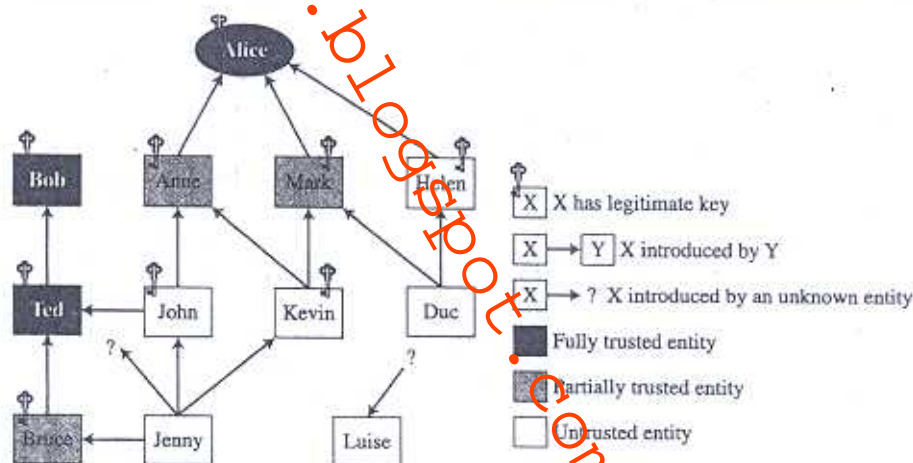 .blogspot.com
Alice
Bob
Anne
Mark
Helen
Ted
John
Kevin
Duc
?
?
Bruce
Jenny
Luise
X X has legitimate key
X Y X introduced by Y
X ? X introduced by an unknown entity
Fully trusted entity
Partially trusted entity
Untrusted entity